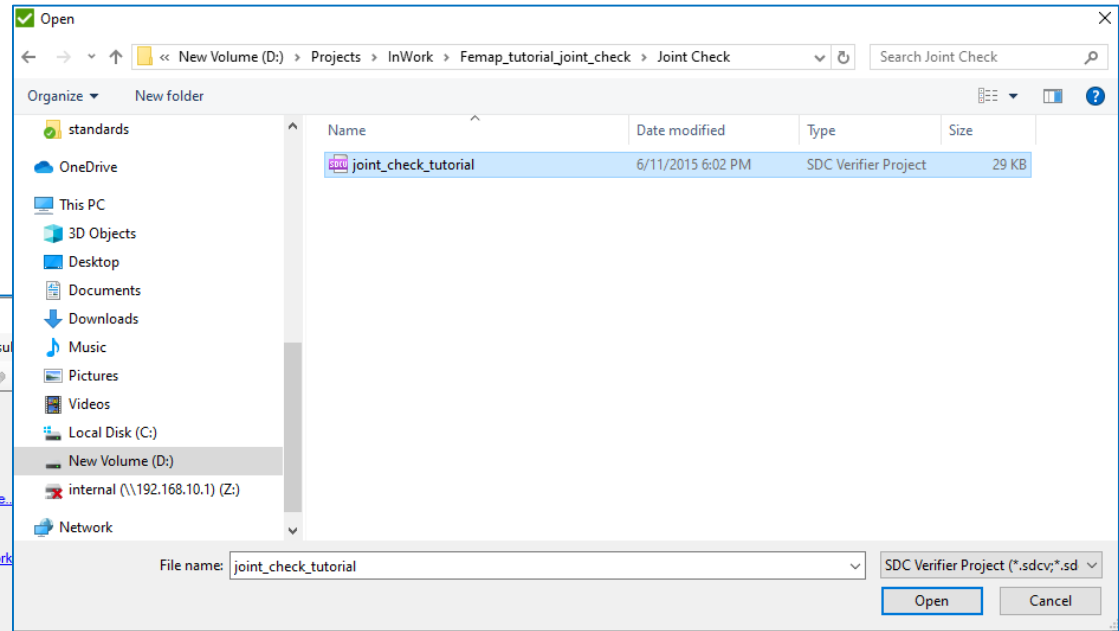 Open
« New Volume (D:) › Projects › InWork › Femap_tutorial_joint_check › Joint Check
Search Joint Check
Organize
New folder
Name
Date modified
Type
Size
joint_check_tutorial
6/11/2015 6:02 PM
SDC Verifier Project
29 KB
standards
OneDrive
This PC
3D Objects
Desktop
Documents
Downloads
Music
Pictures
Videos
Local Disk (C:)
New Volume (D:)
internal (\\192.168.10.1) (Z:)
Network
File name:
joint_check_tutorial
SDC Verifier Project (*.sdcv;*.sd
Open
Cancel